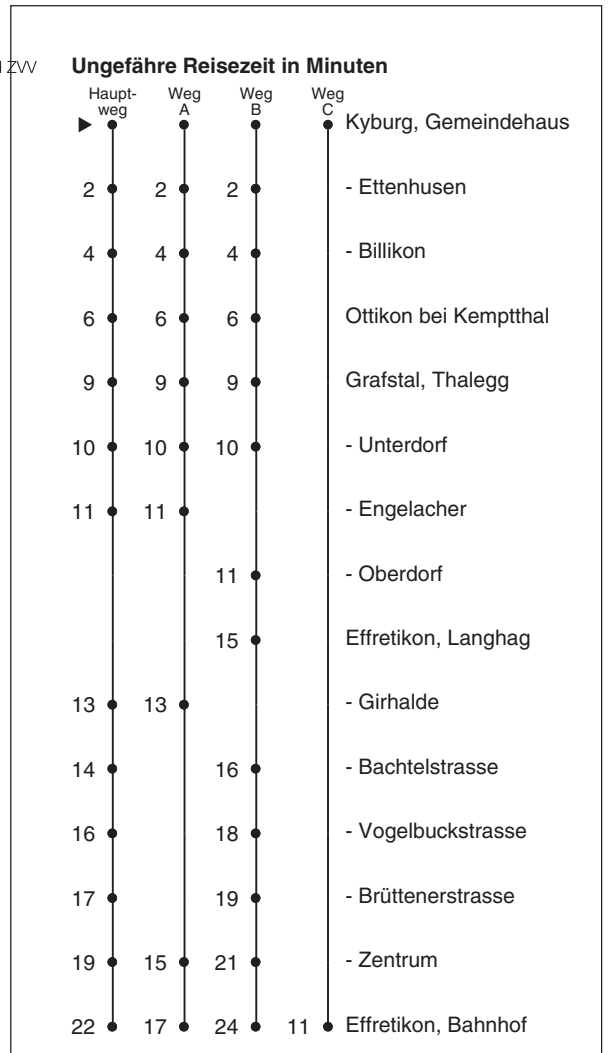 ZVV
Ungefähre Reisezeit in Minuten
Haupt- Weg Weg Weg
weg A B C
Kyburg, Gemeindehaus
2 2 2 - Ettenhusen
4 4 4 - Billikon
6 6 6 Ottikon bei Kemptthal
9 9 9 Grafstal, Thalegg
10 10 10 - Unterdorf
11 11 - Engelacher
11 - Oberdorf
15 Effretikon, Langhag
13 13 - Girhalde
14 16 - Bachtelstrasse
16 18 - Vogelbuckstrasse
17 19 - Brüttenerstrasse
19 15 21 - Zentrum
22 17 24 11 Effretikon, Bahnhof